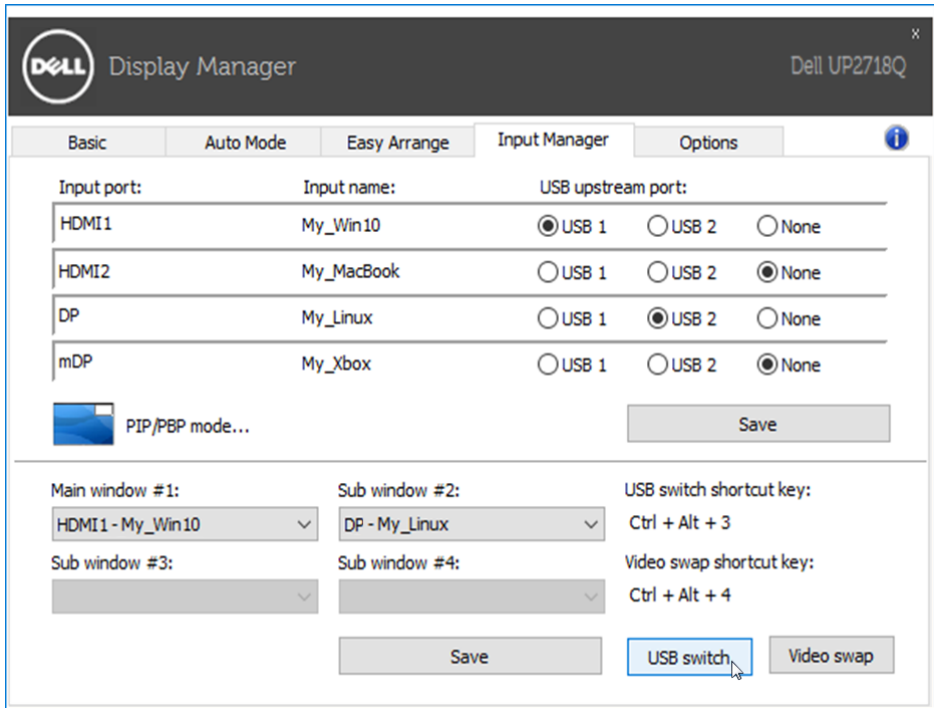 DELL Display Manager Dell UP2718Q x
Basic Auto Mode Easy Arrange Input Manager Options i
Input port: Input name: USB upstream port:
HDMI1 My_Win10 USB 1 USB 2 None
HDMI2 My_MacBook USB 1 USB 2 None
DP My_Linux USB 1 USB 2 None
mDP My_Xbox USB 1 USB 2 None
PIP/PBP mode... Save
Main window #1: Sub window #2: USB switch shortcut key:
HDMI1 - My_Win10 DP - My_Linux Ctrl + Alt + 3
Sub window #3: Sub window #4: Video swap shortcut key:
Ctrl + Alt + 4
Save USB switch Video swap